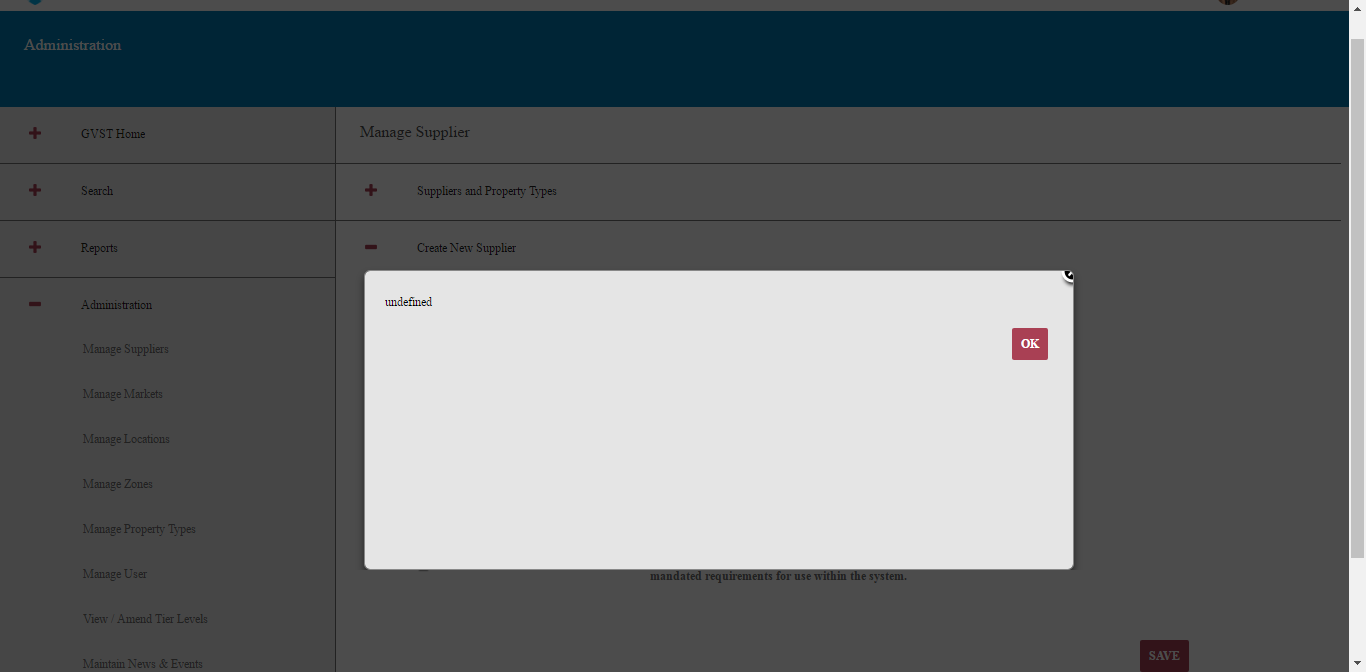 Administration
GVST Home
Search
Reports
Administration
Manage Suppliers
Manage Markets
Manage Locations
Manage Zones
Manage Property Types
Manage User
View / Amend Tier Levels
Maintain News & Events
Manage Supplier
Suppliers and Property Types
Create New Supplier
undefined
OK
mandated requirements for use within the system.
SAVE